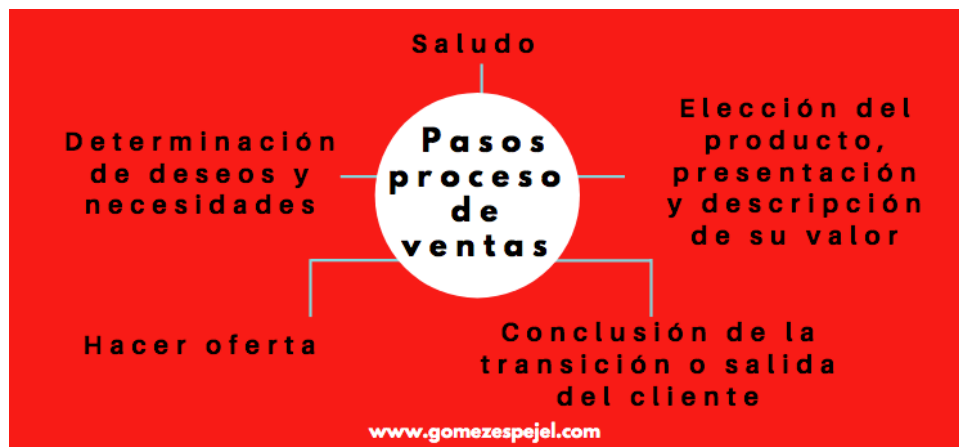 Saludo
Pasos
proceso
de
ventas
Determinación
de deseos y
necesidades
Elección del
producto,
presentación
y descripción
de su valor
Hacer oferta
Conclusión de la
transición o salida
del cliente
www.gomezespejel.com